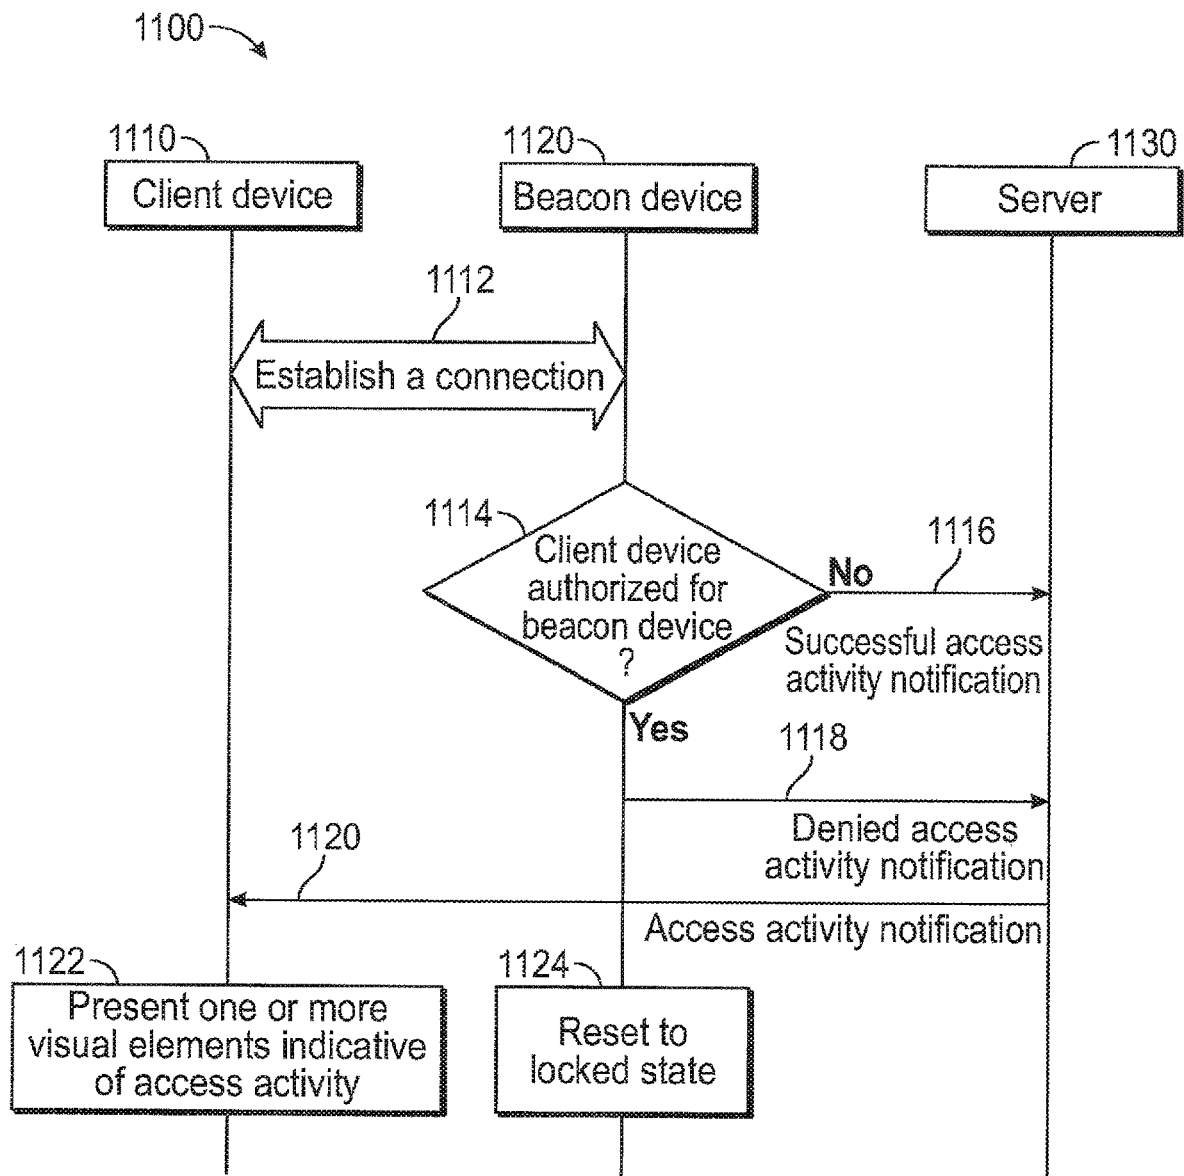 1100
1110
1120
1130
Client device
Beacon device
Server
1112
Establish a connection
1114
Client device
authorized for
beacon device
?
No
1116
Successful access
activity notification
Yes
1118
Denied access
activity notification
1120
Access activity notification
1122
Present one or more
visual elements indicative
of access activity
1124
Reset to
locked state